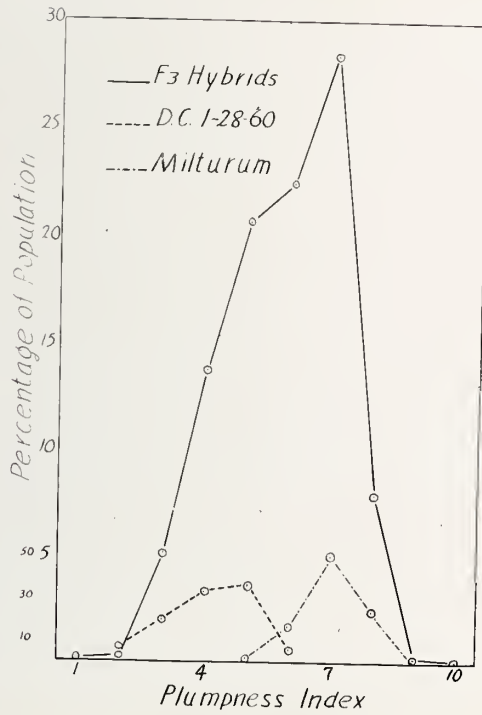 30
25
20
15
10
50 5
30
10
Percentage of Population
F3 Hybrids
D.C. 1-28-60
Milturum
1 4 7 10
Plumpness Index